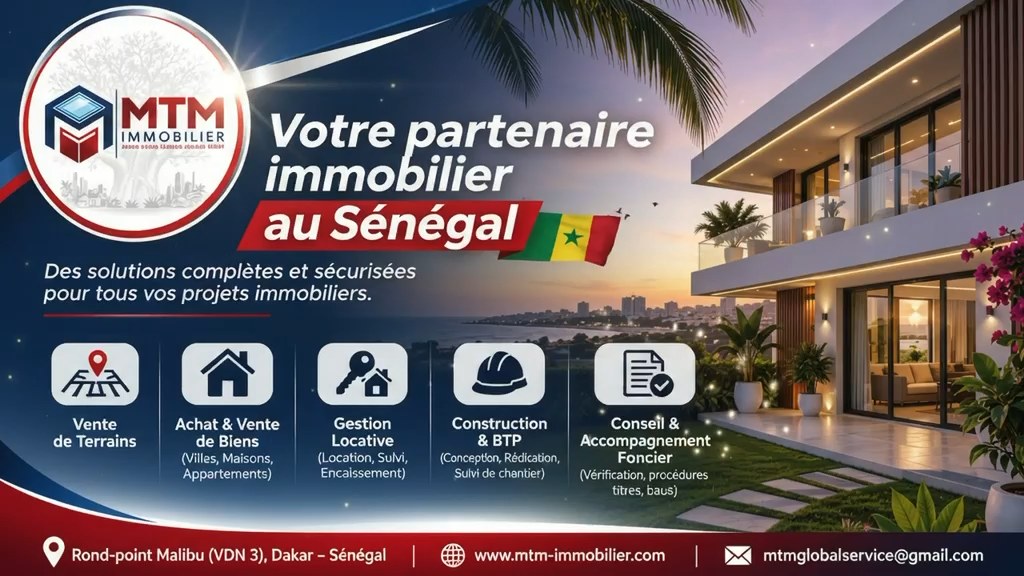 MTM
IMMOBILIER
Votre partenaire
immobilier
au Sénégal
Des solutions complètes et sécurisées
pour tous vos projets immobiliers.
Vente
de Terrains
Achat & Vente
de Biens
(Villes, Maisons,
Appartements)
Gestion
Locative
(Location, Sulvi,
Encaissement)
Construction
& BTP
(Conception, Rédication,
Sulvi de chantier)
Conseil &
Accompagnement
Foncier
(Vérification, procédures
titres, baus)
Rond-point Malibu (VDN 3), Dakar – Sénégal
www.mtm-immobilier.com
mtmglobalservice@gmail.com